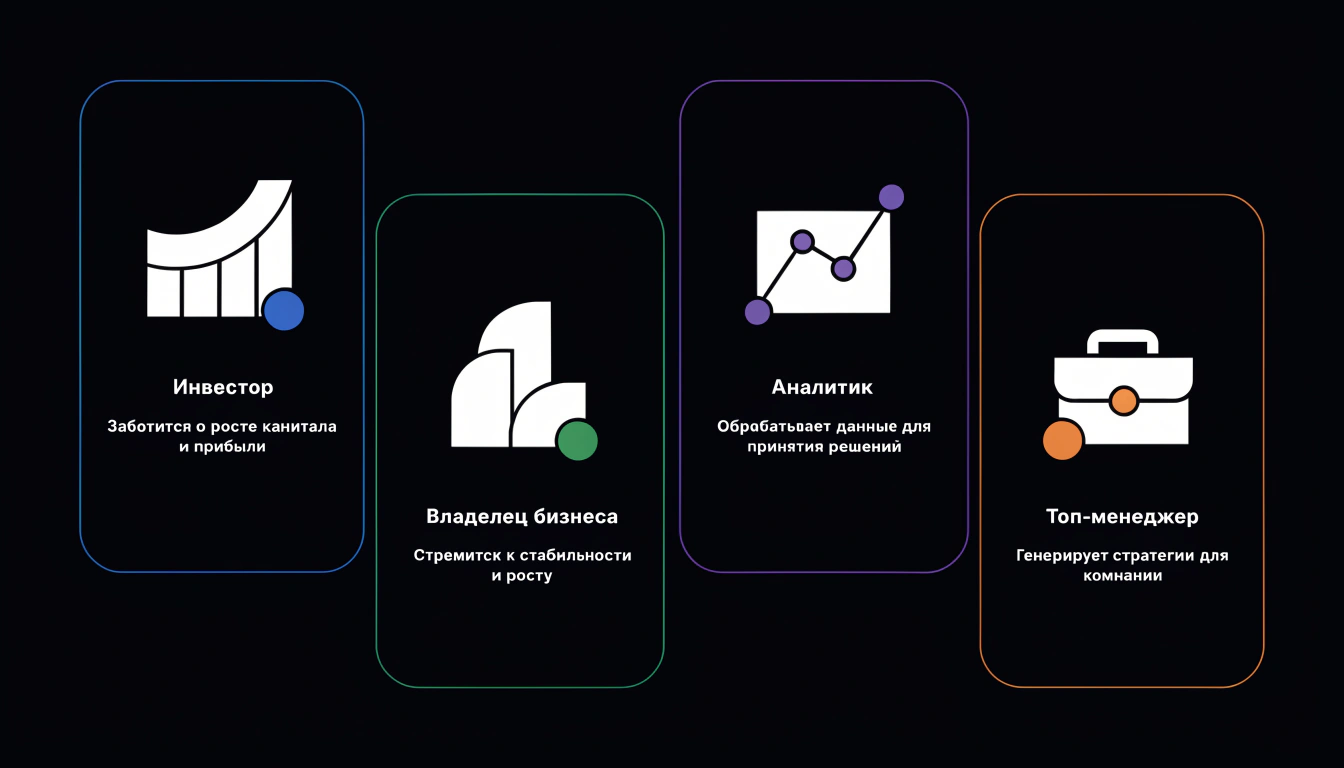 Инвестор
Заботится о росте канитала
и прибыли
Владелец бизнеса
Стремитск к стабильности
и росту
Аналитик
Обрабатывает данные для
принятия решений
Топ-менеджер
Генерирует стратегии для
комнании